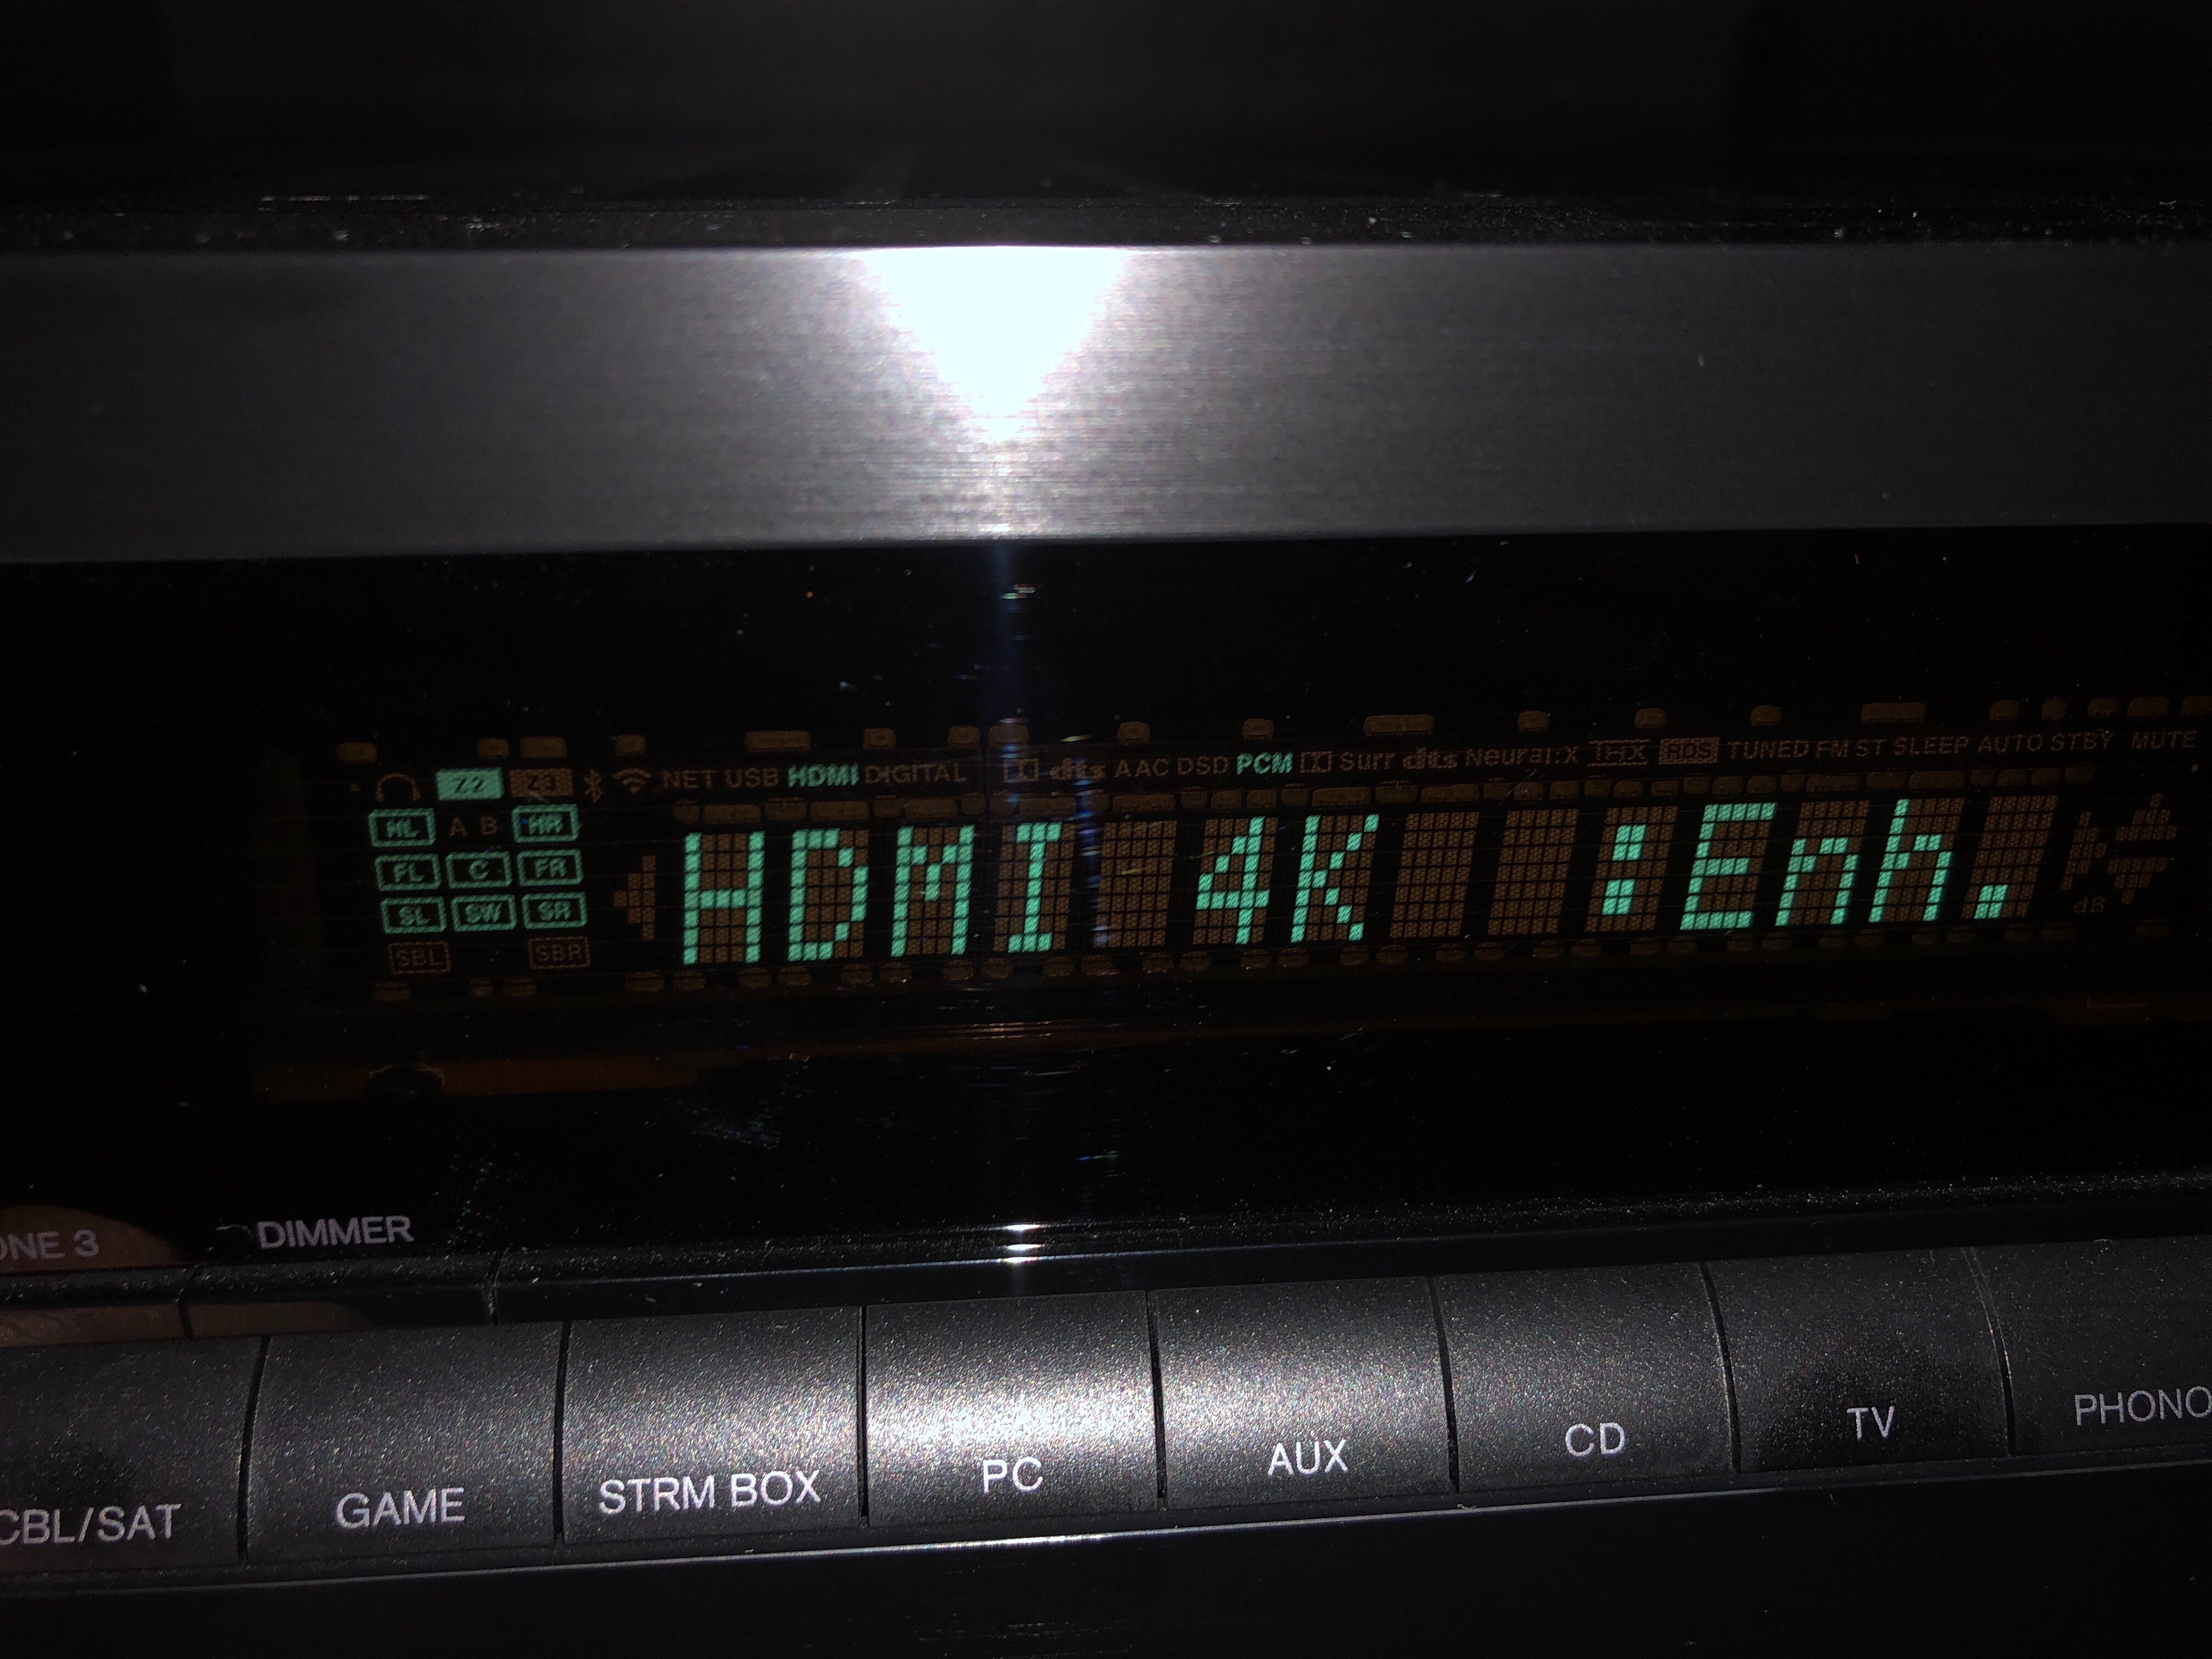 Z2 Z3 NET USB HDMI DIGITAL dts AAC DSD PCM Surr dts Neural:X THX RDS TUNED FM ST SLEEP AUTO STBY MUTE
HL A B HR
FL C FR
SL SW SR
SBL SBR
HDMI 4K :Enh.
dB
ONE 3 DIMMER
CBL/SAT GAME STRM BOX PC AUX CD TV PHONO